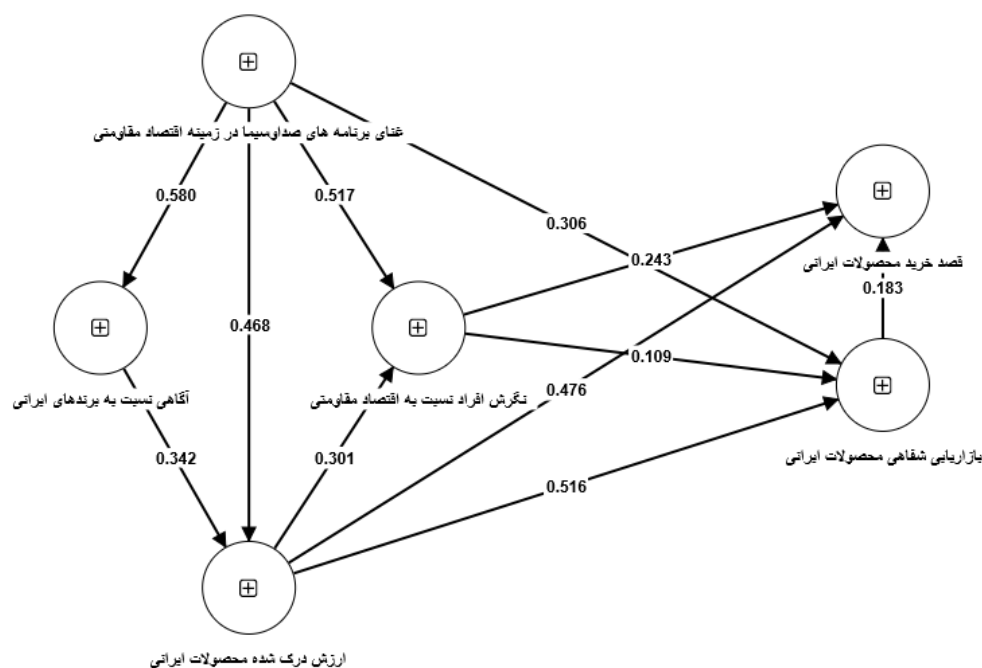 غنای برنامه های صداوسیما در زمینه اقتصاد مقاومتی
0.580
0.517
0.306
0.243
قصد خرید محصولات ایرانی
0.183
0.468
0.109
آگاهی نسبت به برندهای ایرانی
نگرش افراد نسبت به اقتصاد مقاومتی
0.476
0.342
0.301
بازاریابی شفاهی محصولات ایرانی
0.516
ارزش درک شده محصولات ایرانی